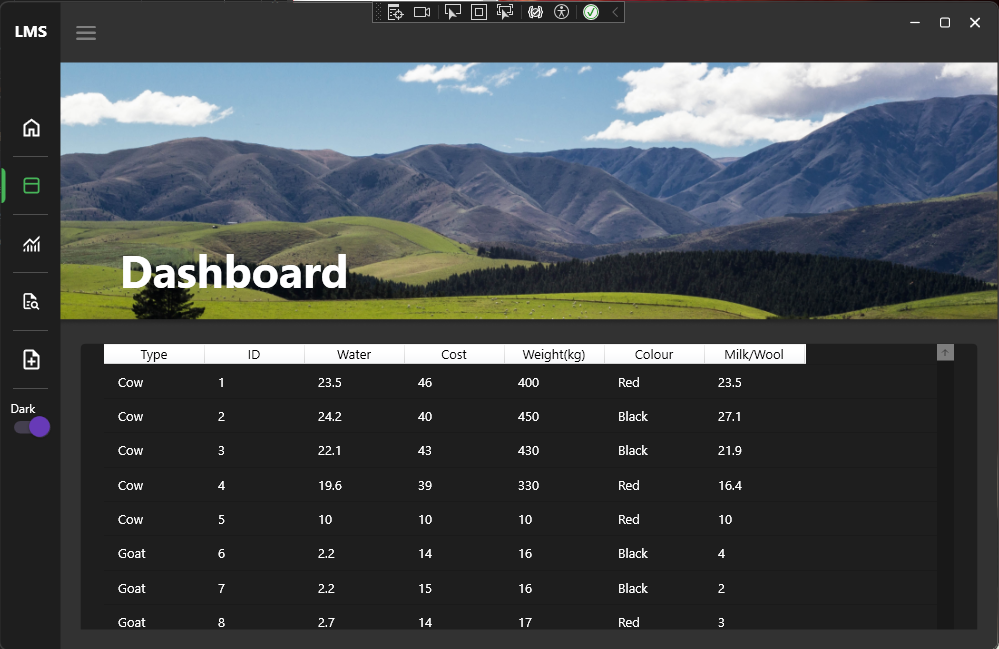 LMS
Dashboard
Dark
Type ID Water Cost Weight(kg) Colour Milk/Wool
Cow 1 23.5 46 400 Red 23.5
Cow 2 24.2 40 450 Black 27.1
Cow 3 22.1 43 430 Black 21.9
Cow 4 19.6 39 330 Red 16.4
Cow 5 10 10 10 Red 10
Goat 6 2.2 14 16 Black 4
Goat 7 2.2 15 16 Black 2
Goat 8 2.7 14 17 Red 3